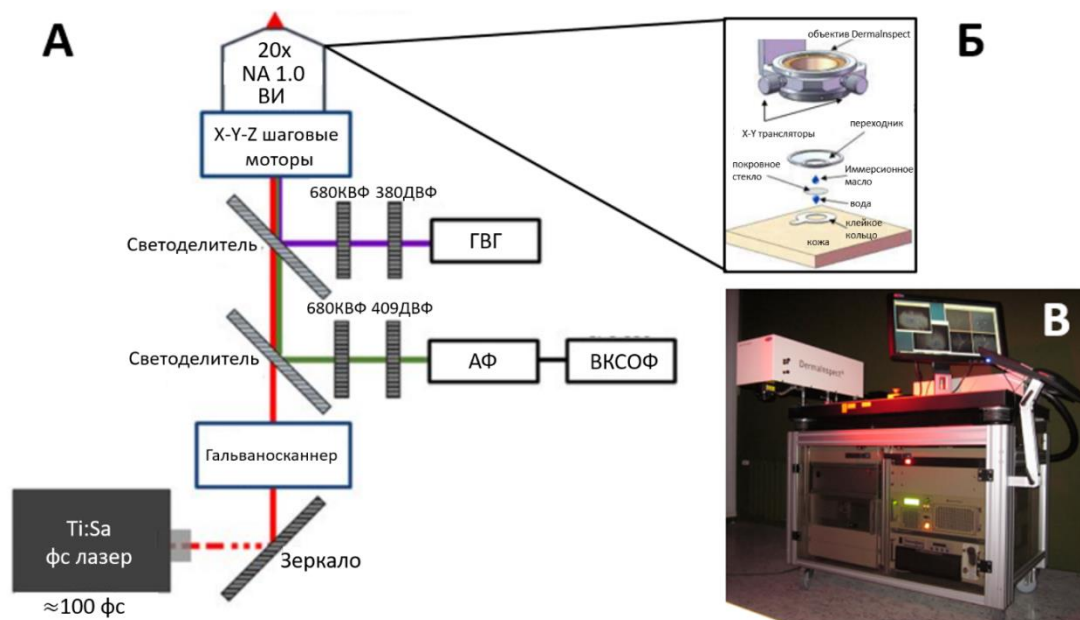 А
20x
NA 1.0
ВИ
X-Y-Z шаговые
моторы
680КВФ 380ДВФ
Светоделитель
ГВГ
680КВФ 409ДВФ
Светоделитель
АФ
ВКСОФ
Гальваносканнер
Ti:Sa
фс лазер
≈100 фс
Зеркало
Б
объектив DermaInspect
X-Y трансляторы
переходник
покровное
стекло
Иммерсионное
масло
вода
клейкое
кольцо
кожа
В
DermaInspect